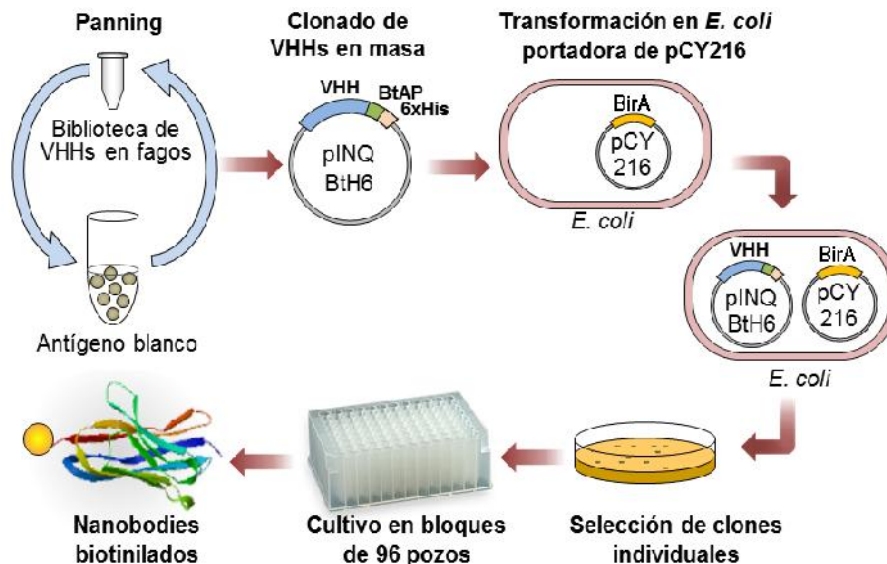 Panning
Biblioteca de
VHHs en fagos
Antígeno blanco
Clonado de
VHHs en masa
VHH
BtAP
6xHis
pINQ
BtH6
Transformación en E. coli
portadora de pCY216
BirA
pCY
216
E. coli
VHH
BirA
pINQ
BtH6
pCY
216
E. coli
Nanobodies
biotinilados
Cultivo en bloques
de 96 pozos
Selección de clones
individuales